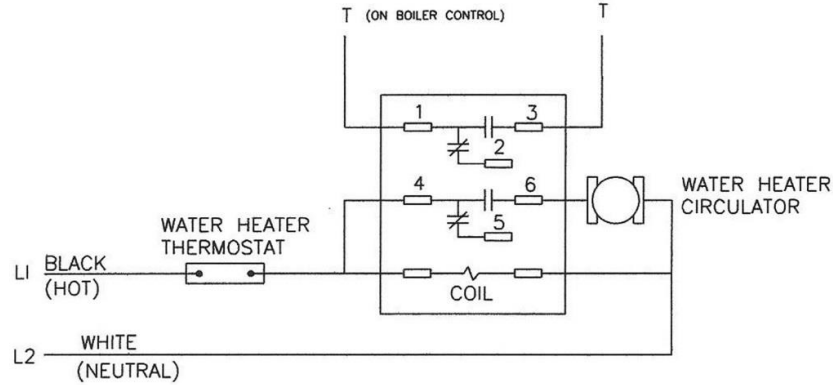 T (ON BOILER CONTROL) T
1 3
2
4 6
5
WATER HEATER
CIRCULATOR
WATER HEATER
THERMOSTAT
L1 BLACK
(HOT)
COIL
L2 WHITE
(NEUTRAL)